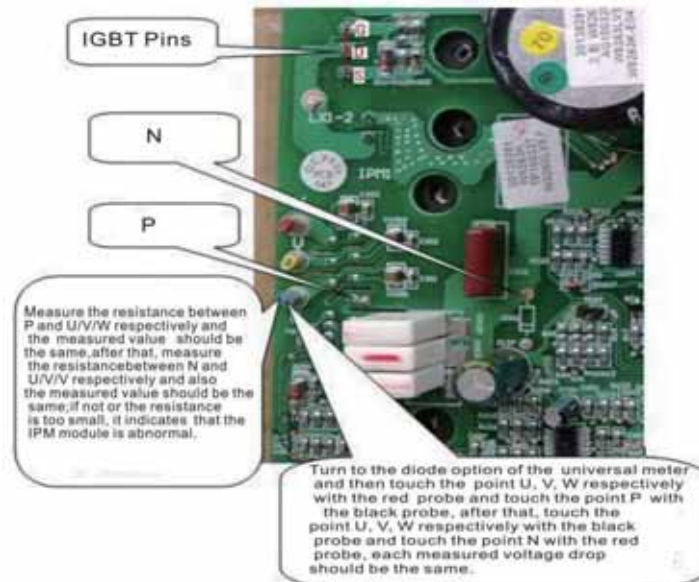 IGBT Pins
G
D
S
LX1-2
N
IPM1
P
V
Measure the resistance between
P and U/V/W respectively and
the measured value should be
the same,after that, measure
the resistancebetween N and
U/V/V respectively and also
the measured value should be the
same;if not or the resistance
is too small, it indicates that the
IPM module is abnormal.
Turn to the diode option of the universal meter
and then touch the point U, V, W respectively
with the red probe and touch the point P with
the black probe, after that, touch the
point U, V, W respectively with the black
probe and touch the point N with the red
probe, each measured voltage drop
should be the same.